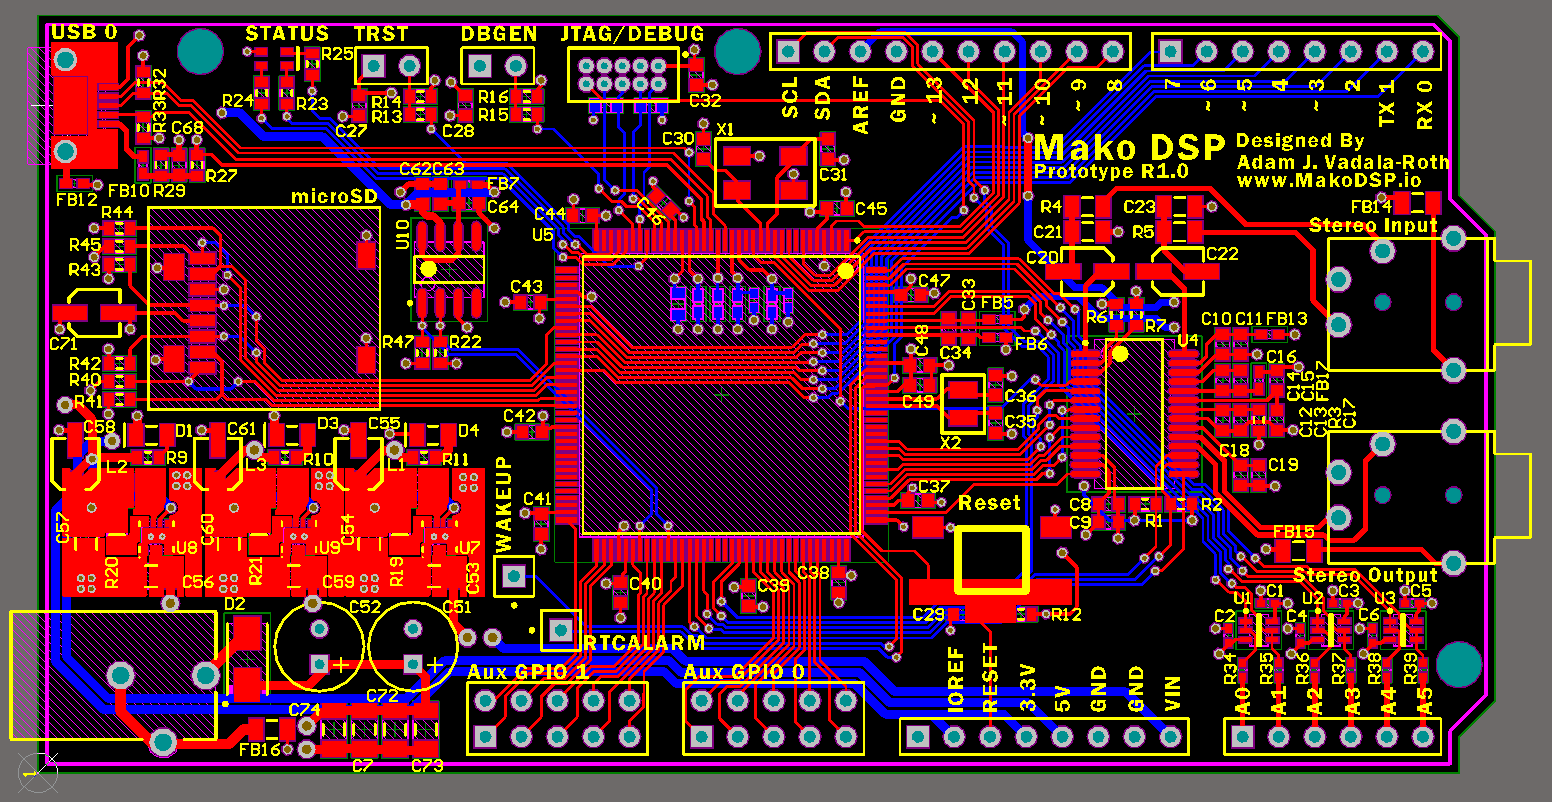 USB 0
STATUS
TRST
DBGEN
JTAG/DEBUG
R25
R32
R33
C68
R24
R23
R14
R13
C27
C28
R16
R15
C32
C30
X1
C31
SCL
SDA
AREF
GND
~13
12
~11
~10
~9
8
7
~6
~5
4
~3
2
TX 1
RX 0
Mako DSP
Prototype R1.0
Designed By
Adam J. Vadala-Roth
www.MakoDSP.io
FB12
FB10
R29
R27
C62
C63
FB7
C64
microSD
U10
C44
U5
C46
C45
R4
C23
C21
R5
C20
C22
FB14
Stereo Input
R44
R45
R43
C71
R42
R40
R41
R47
R22
C43
C47
C33
FB5
C48
C34
FB6
R6
R7
U4
C10
C11
FB13
C16
C14
C15
FB17
C12
C13
R3
C17
C49
C36
C35
X2
C42
C58
D1
C61
D3
C55
D4
L2
R9
L3
R10
L1
R11
C57
C60
C54
R20
U8
R21
U9
R19
U7
C56
C59
C53
WAKEUP
C41
C37
Reset
C8
C9
R1
R2
C18
C19
FB15
Stereo Output
D2
C52
C51
C40
C39
C38
C29
R12
RTCALARM
Aux GPIO 1
Aux GPIO 0
C72
C74
FB16
C7
C73
IOREF
RESET
3.3V
5V
GND
GND
VIN
U1
C1
U2
C3
U3
C5
C2
C4
C6
R34
R35
R36
R37
R38
R39
A0
A1
A2
A3
A4
A5
1